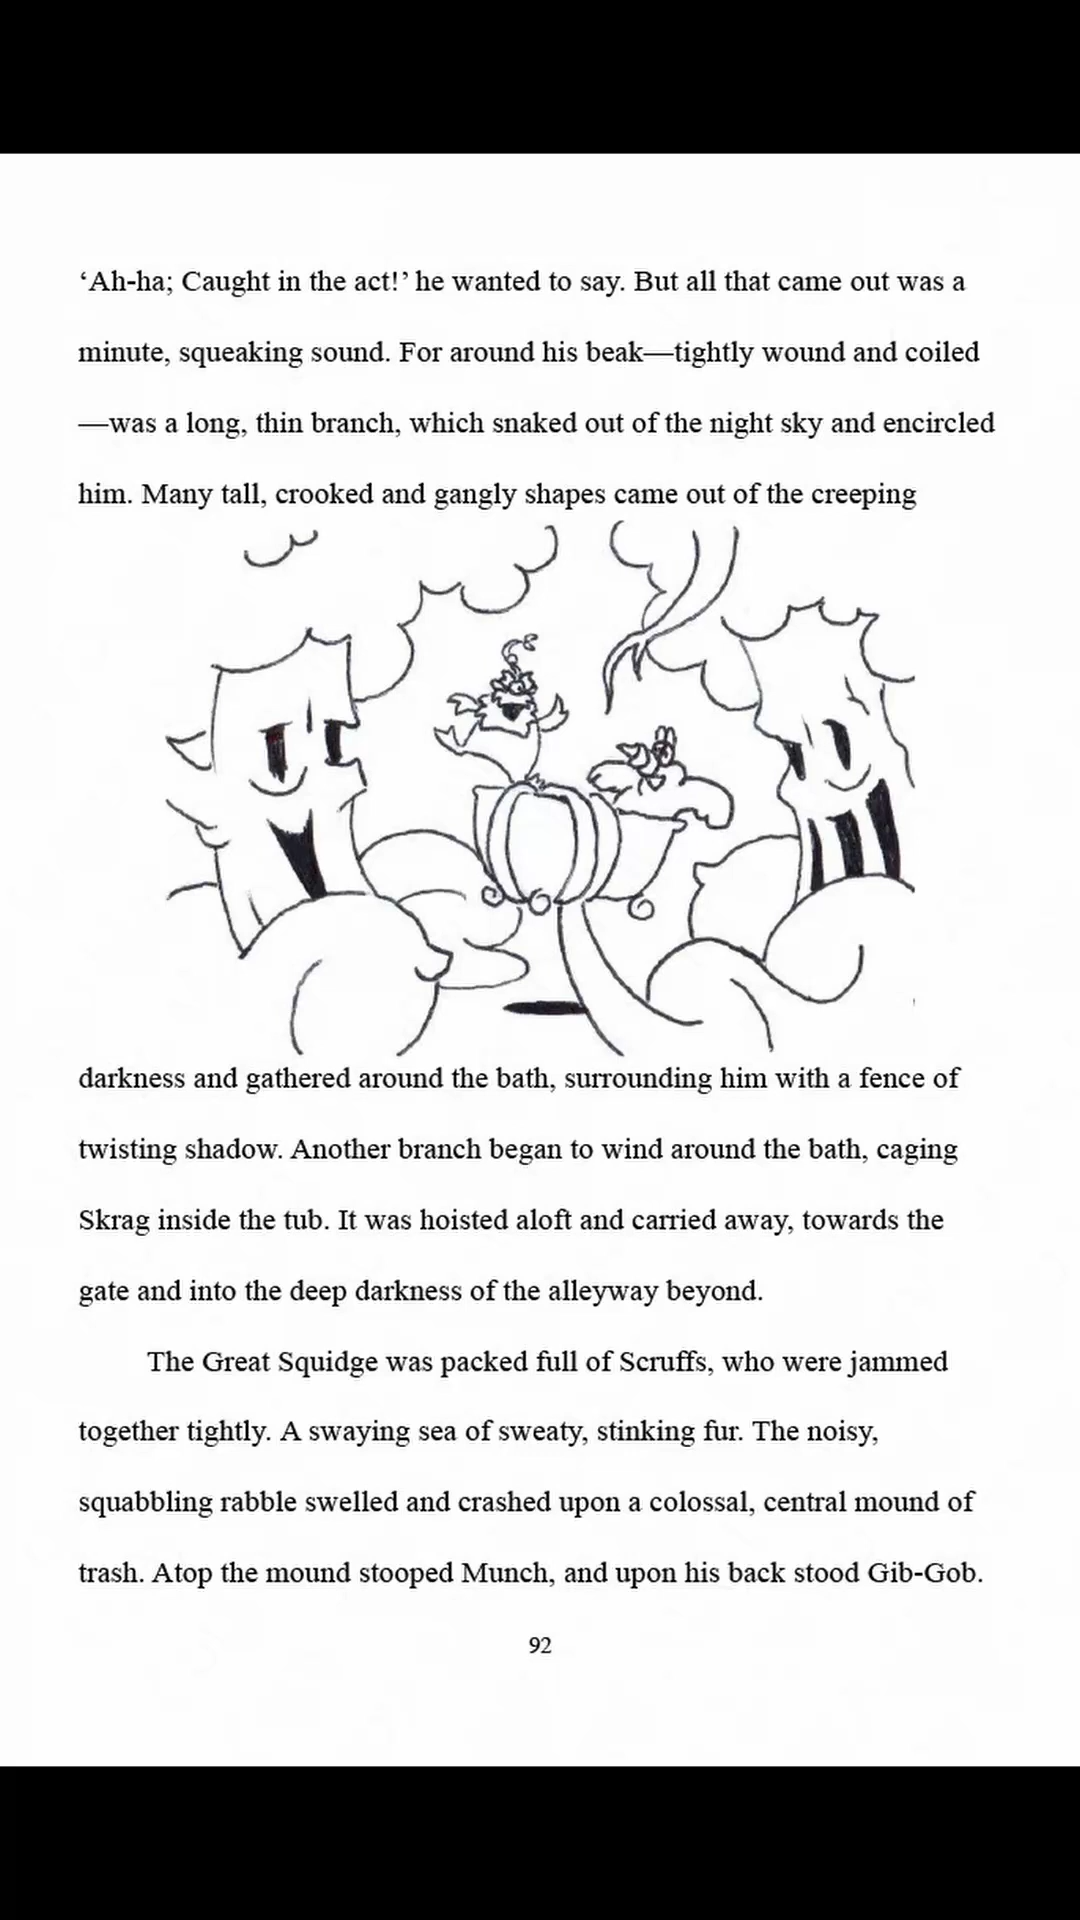 ‘Ah-ha; Caught in the act!’ he wanted to say. But all that came out was a
minute, squeaking sound. For around his beak—tightly wound and coiled
—was a long, thin branch, which snaked out of the night sky and encircled
him. Many tall, crooked and gangly shapes came out of the creeping
darkness and gathered around the bath, surrounding him with a fence of
twisting shadow. Another branch began to wind around the bath, caging
Skrag inside the tub. It was hoisted aloft and carried away, towards the
gate and into the deep darkness of the alleyway beyond.
The Great Squidge was packed full of Scruffs, who were jammed
together tightly. A swaying sea of sweaty, stinking fur. The noisy,
squabbling rabble swelled and crashed upon a colossal, central mound of
trash. Atop the mound stooped Munch, and upon his back stood Gib-Gob.
92